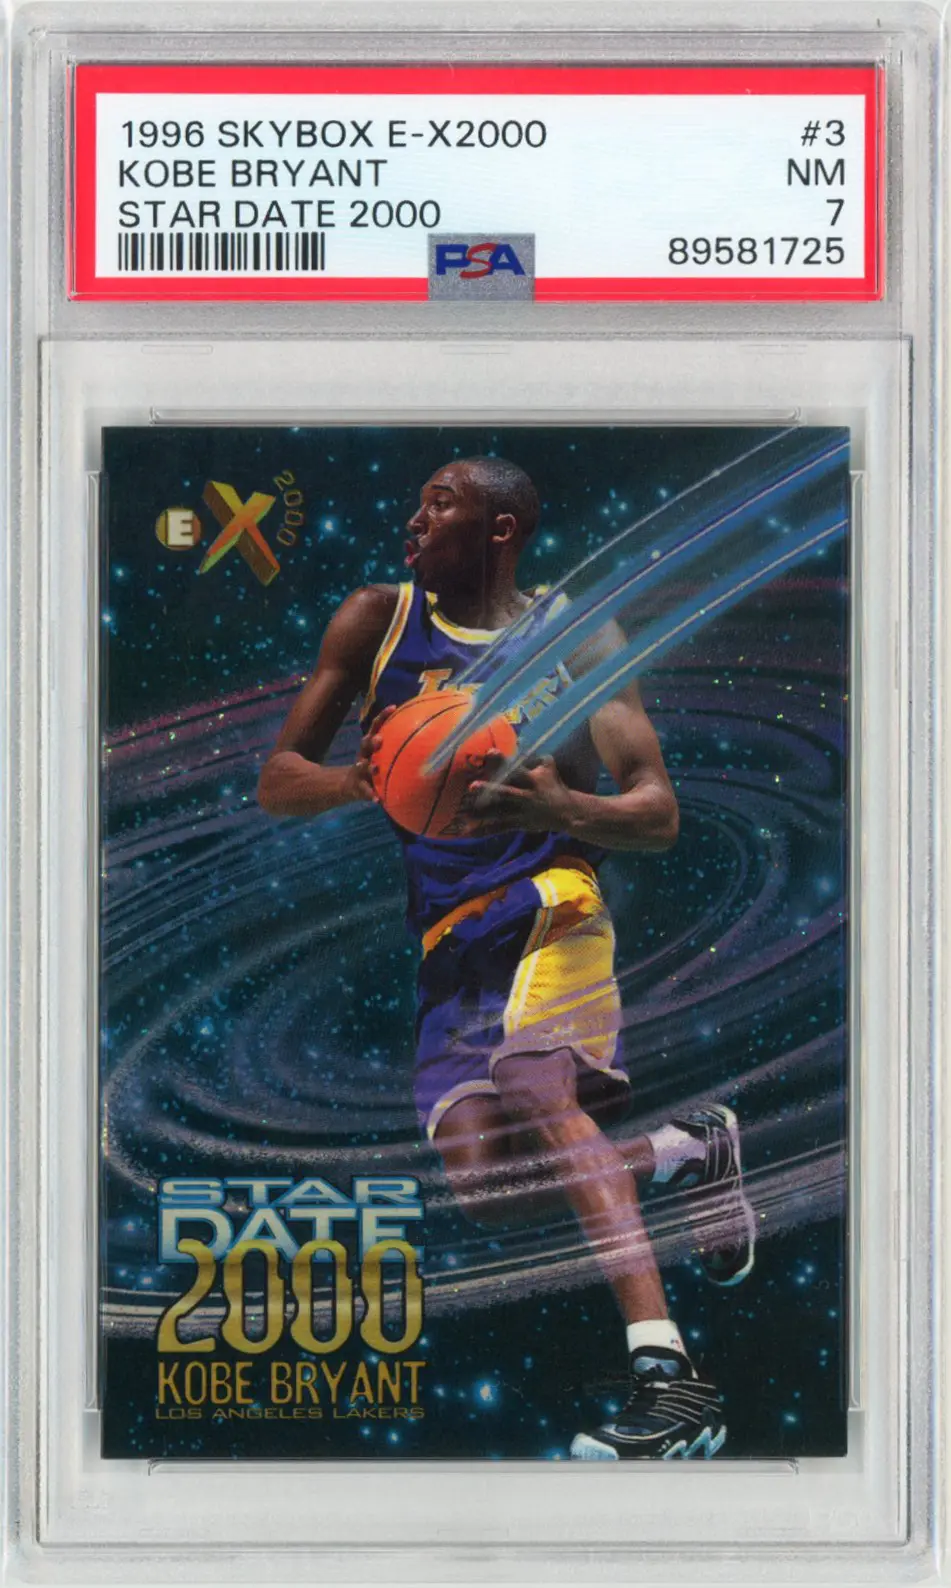 1996 SKYBOX E-X2000 #3
KOBE BRYANT NM
STAR DATE 2000 7
PSA 89581725
E X 2000
STAR
DATE
2000
KOBE BRYANT
LOS ANGELES LAKERS